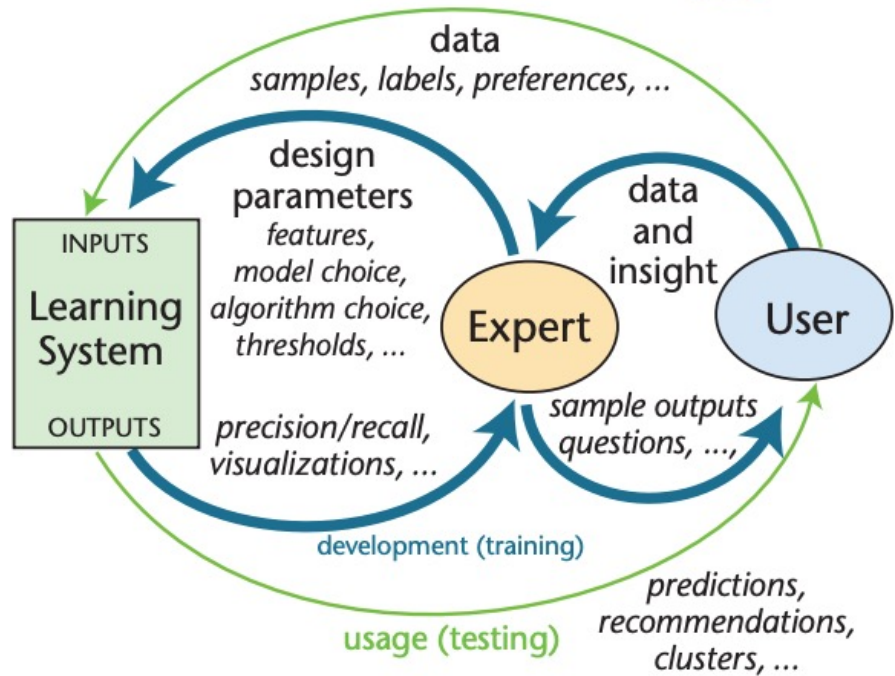 data
samples, labels, preferences, ...
design
parameters
features,
model choice,
algorithm choice,
thresholds, ...
data
and
insight
INPUTS
Learning
System
OUTPUTS
Expert
User
precision/recall,
visualizations, ...
sample outputs
questions, ...,
development (training)
usage (testing)
predictions,
recommendations,
clusters, ...